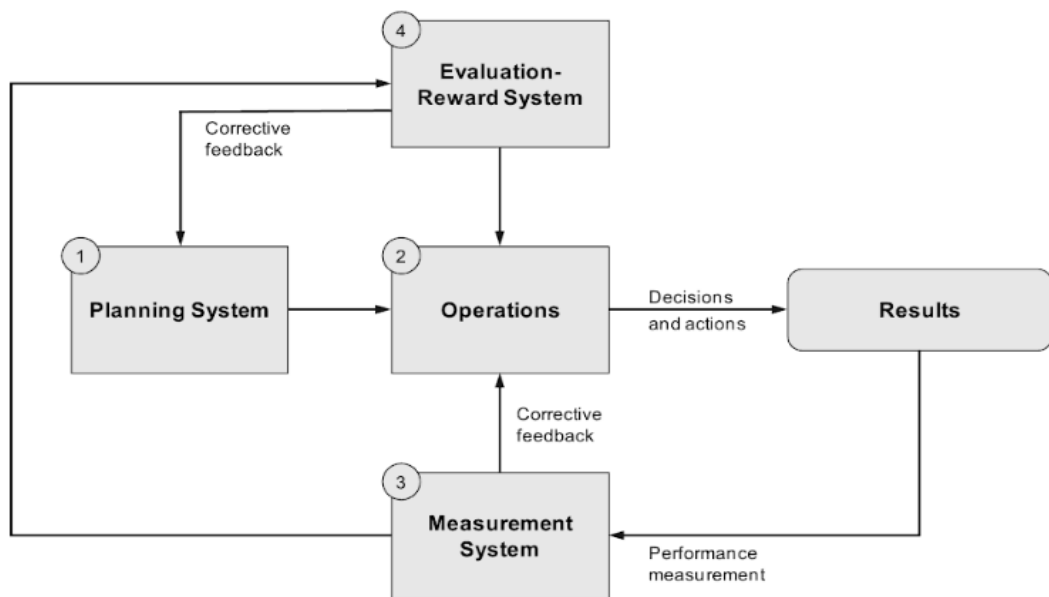 4
Evaluation-
Reward System
Corrective
feedback
1
Planning System
2
Operations
Decisions
and actions
Results
Corrective
feedback
3
Measurement
System
Performance
measurement